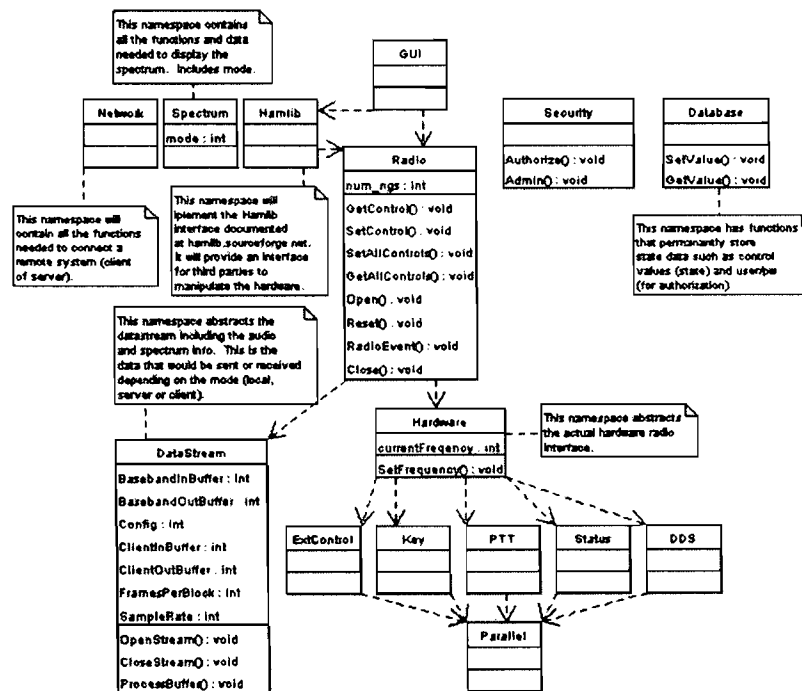 This namespace contains
all the functions and data
needed to display the
spectrum. Includes mode.
GUI
Network
Spectrum
mode : int
Hamlib
Security
Authorize() : void
Admin() : void
Database
SetValue() : void
GetValue() : void
Radio
num_rigs : int
GetControl() : void
SetControl() : void
SetAllControls() : void
GetAllControls() : void
Open() : void
Reset() : void
RadioEvent() : void
Close() : void
This namespace will
contain all the functions
needed to connect a
remote system (client
of server).
This namespace will
iplement the Hamlib
interface documented
at hamlib.sourceforge.net.
It will provide an interface
for third parties to
manipulate the hardware.
This namespace has functions
that permanently store
state data such as control
values (state) and user/pw
(for authorization)
This namespace abstracts the
datastream including the audio
and spectrum info. This is the
data that would be sent or received
depending on the mode (local,
server or client).
Hardware
currentFreqency : int
SetFrequency() : void
This namespace abstracts
the actual hardware radio
interface.
DataStream
BasebandInBuffer : int
BasebandOutBuffer : int
Config : int
ClientInBuffer : int
ClientOutBuffer : int
FramesPerBlock : int
SampleRate : int
OpenStream() : void
CloseStream() : void
ProcessBuffer() : void
ExtControl
Key
PTT
Status
DDS
Parallel